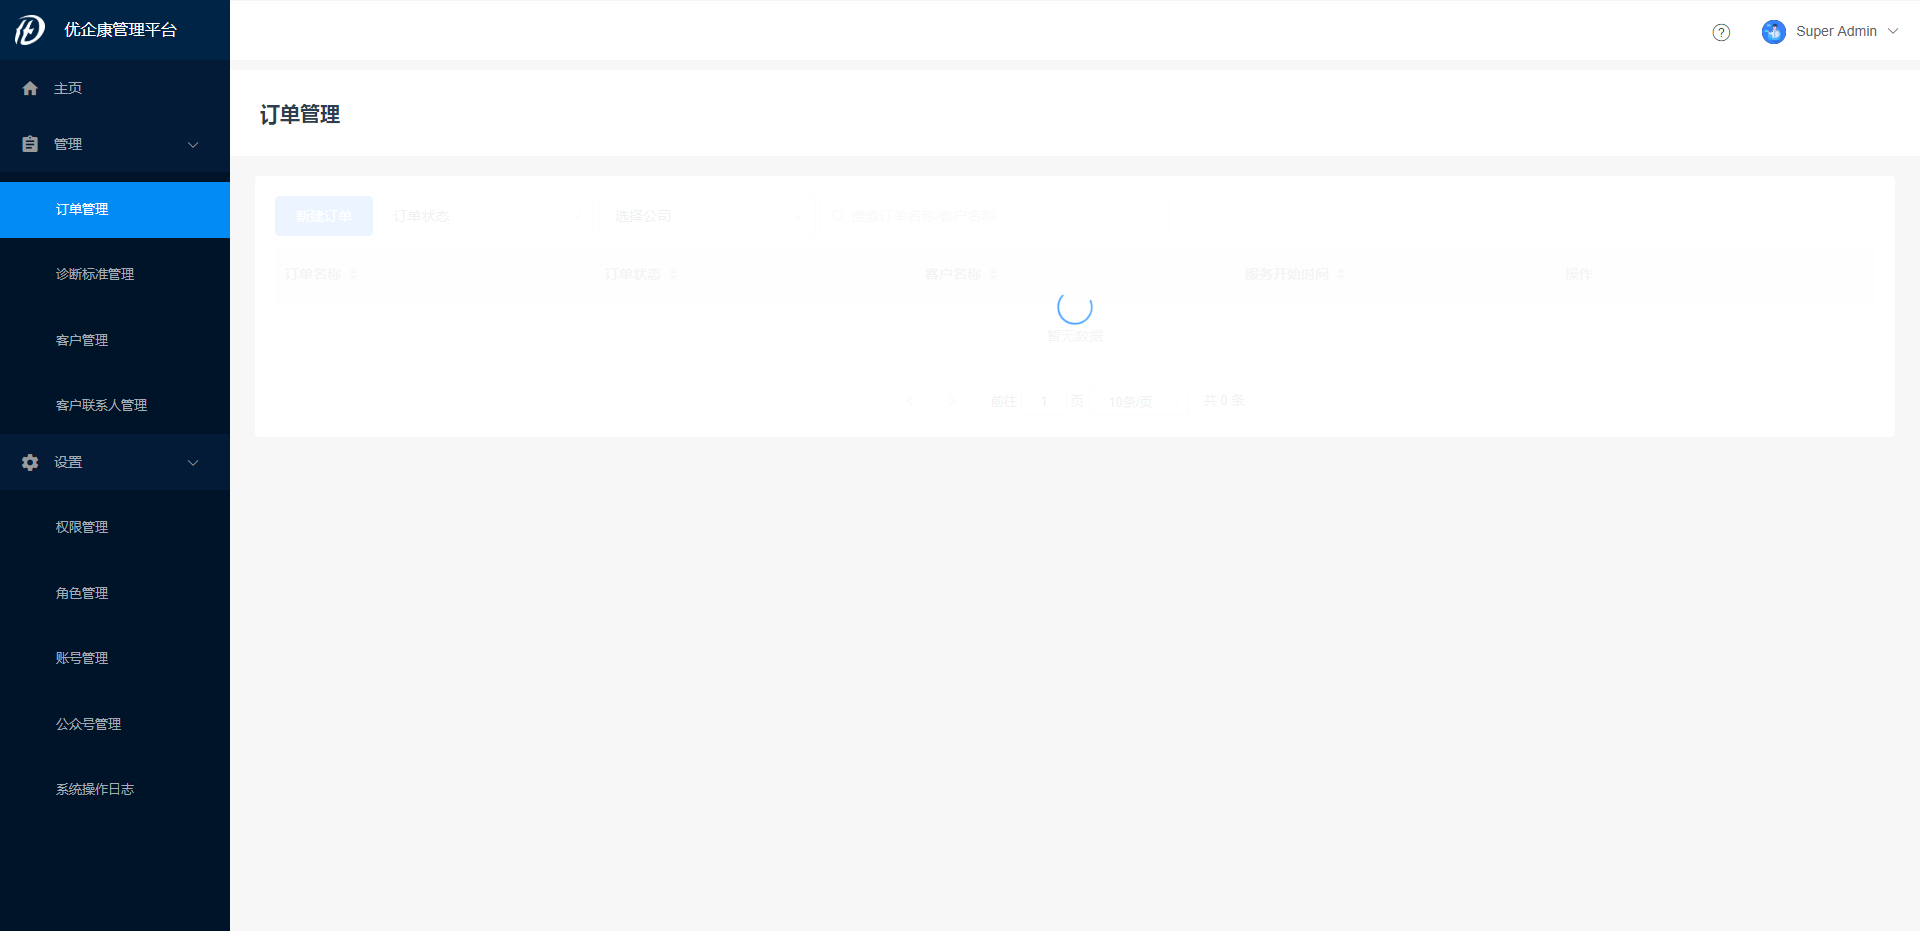 优企康管理平台
Super Admin
主页
管理
订单管理
诊断标准管理
客户管理
客户联系人管理
设置
权限管理
角色管理
账号管理
公众号管理
系统操作日志
订单管理
新建订单
订单状态
选择公司
搜索订单名称/客户名称
订单名称
订单状态
客户名称
服务开始时间
操作
暂无数据
前往 1 页 10条/页 共 0 条